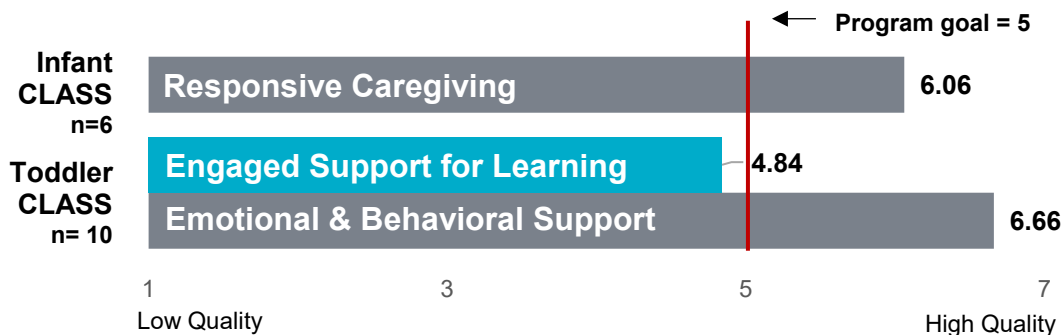 Program goal = 5
Infant
CLASS
n=6
Responsive Caregiving
6.06
Toddler
CLASS
n= 10
Engaged Support for Learning
4.84
Emotional & Behavioral Support
6.66
1 3 5 7
Low Quality High Quality